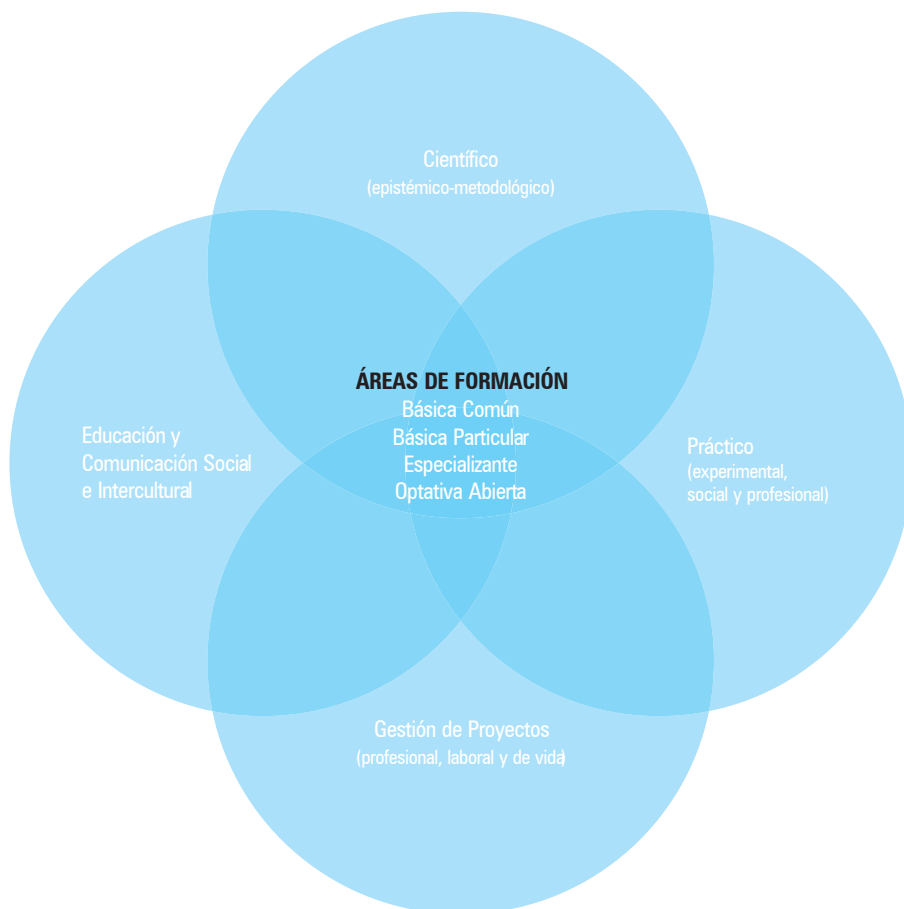 Científico
(epistémico-metodológico)
ÁREAS DE FORMACIÓN
Básica Común
Básica Particular
Especializante
Optativa Abierta
Educación y
Comunicación Social
e Intercultural
Práctico
(experimental,
social y profesional)
Gestión de Proyectos
(profesional, laboral y de vida)